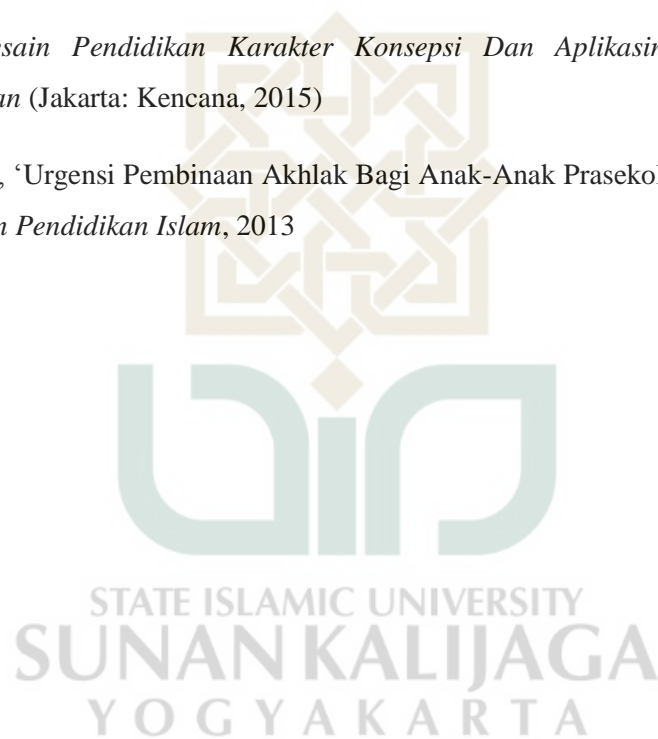 sain Pendidikan Karakter Konsepsi Dan Aplikasin
an (Jakarta: Kencana, 2015)
, ‘Urgensi Pembinaan Akhlak Bagi Anak-Anak Prasekol
n Pendidikan Islam, 2013
STATE ISLAMIC UNIVERSITY
SUNAN KALIJAGA
YOGYAKARTA